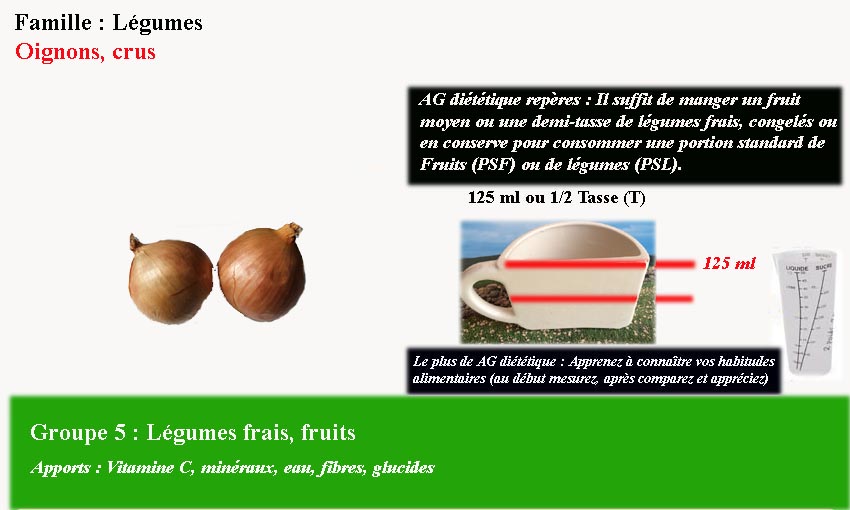 Famille : Légumes
Oignons, crus
AG diététique repères : Il suffit de manger un fruit
moyen ou une demi-tasse de légumes frais, congelés ou
en conserve pour consommer une portion standard de
Fruits (PSF) ou de légumes (PSL).
125 ml ou 1/2 Tasse (T)
125 ml
LIQUIDE SUCRE
Le plus de AG diététique : Apprenez à connaître vos habitudes
alimentaires (au début mesurez, après comparez et appréciez)
Groupe 5 : Légumes frais, fruits
Apports : Vitamine C, minéraux, eau, fibres, glucides